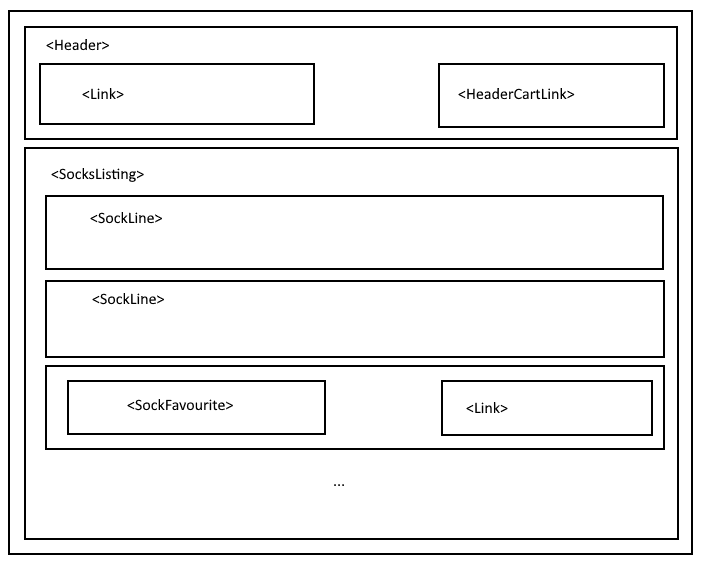 <Header>
<Link>
<HeaderCartLink>
<SocksListing>
<SockLine>
<SockLine>
<SockFavourite>
<Link>
...